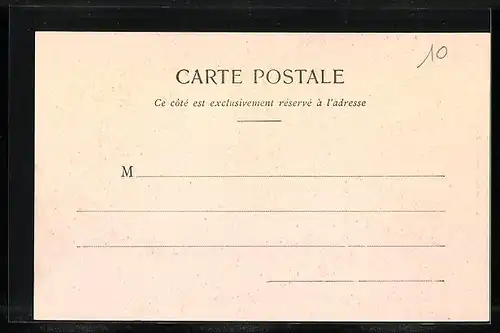 10
CARTE POSTALE
Ce côté est exclusivement réservé à l'adresse
M